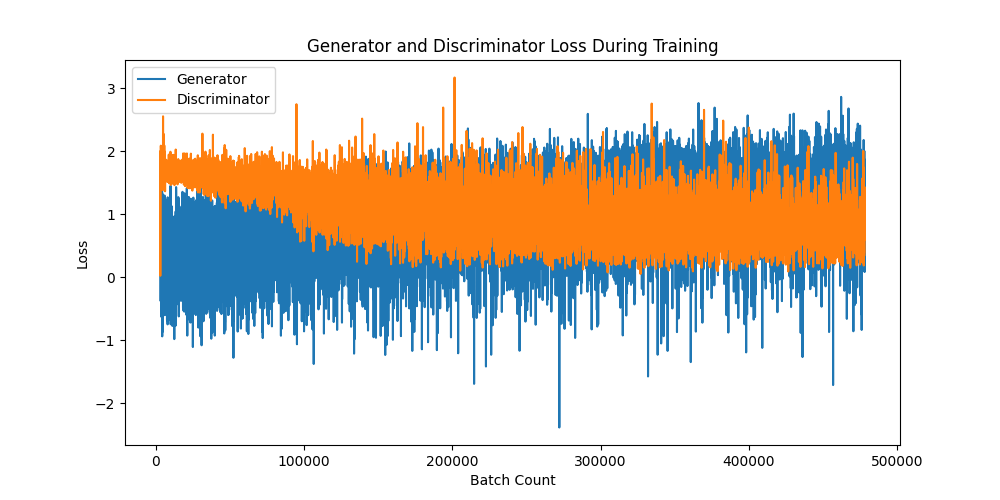 Generator and Discriminator Loss During Training
Generator
Discriminator
Loss
3
2
1
0
−1
−2
0 100000 200000 300000 400000 500000
Batch Count